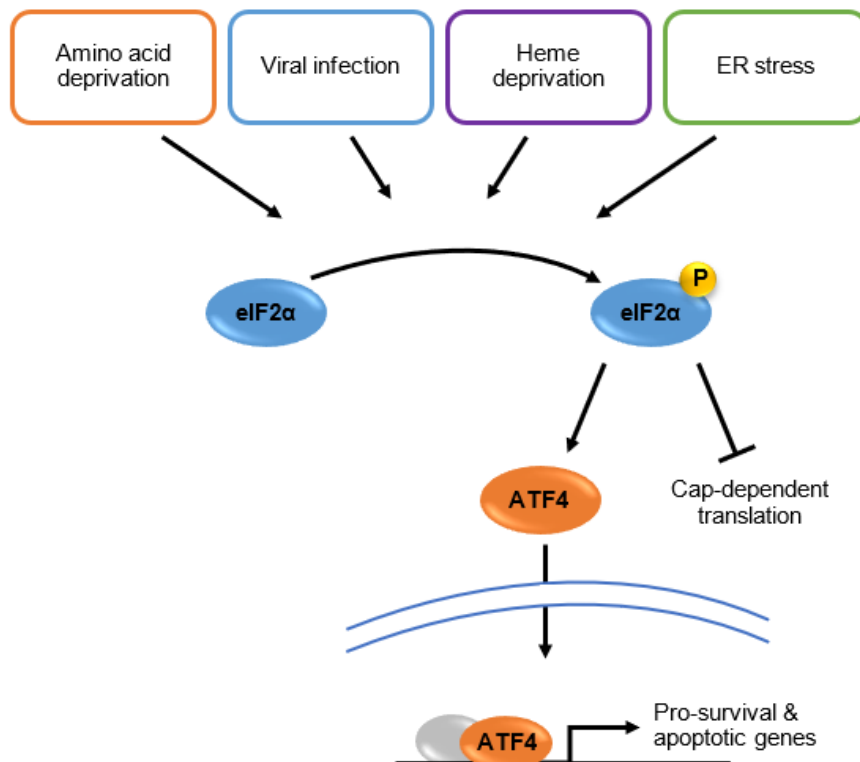 Amino acid
deprivation
Viral infection
Heme
deprivation
ER stress
eIF2α
eIF2α
P
ATF4
Cap-dependent
translation
ATF4
Pro-survival &
apoptotic genes